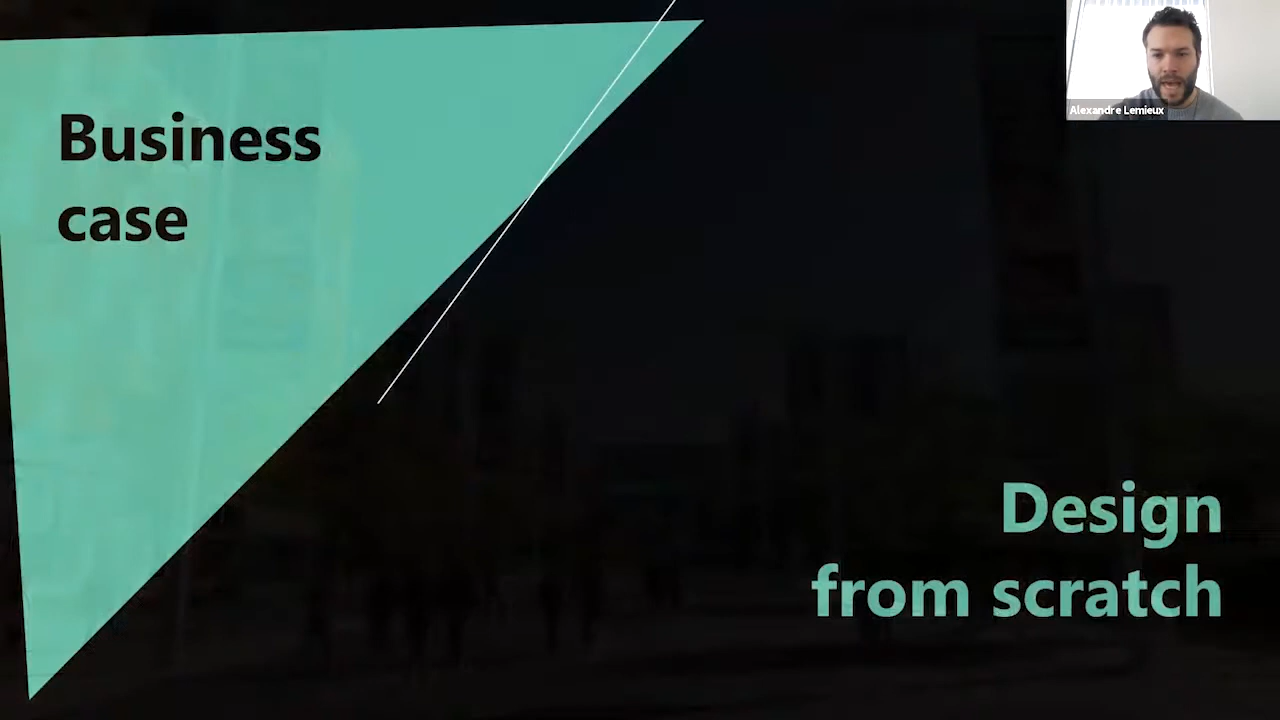 Alexandre Lemieux
Business
case
Design
from scratch